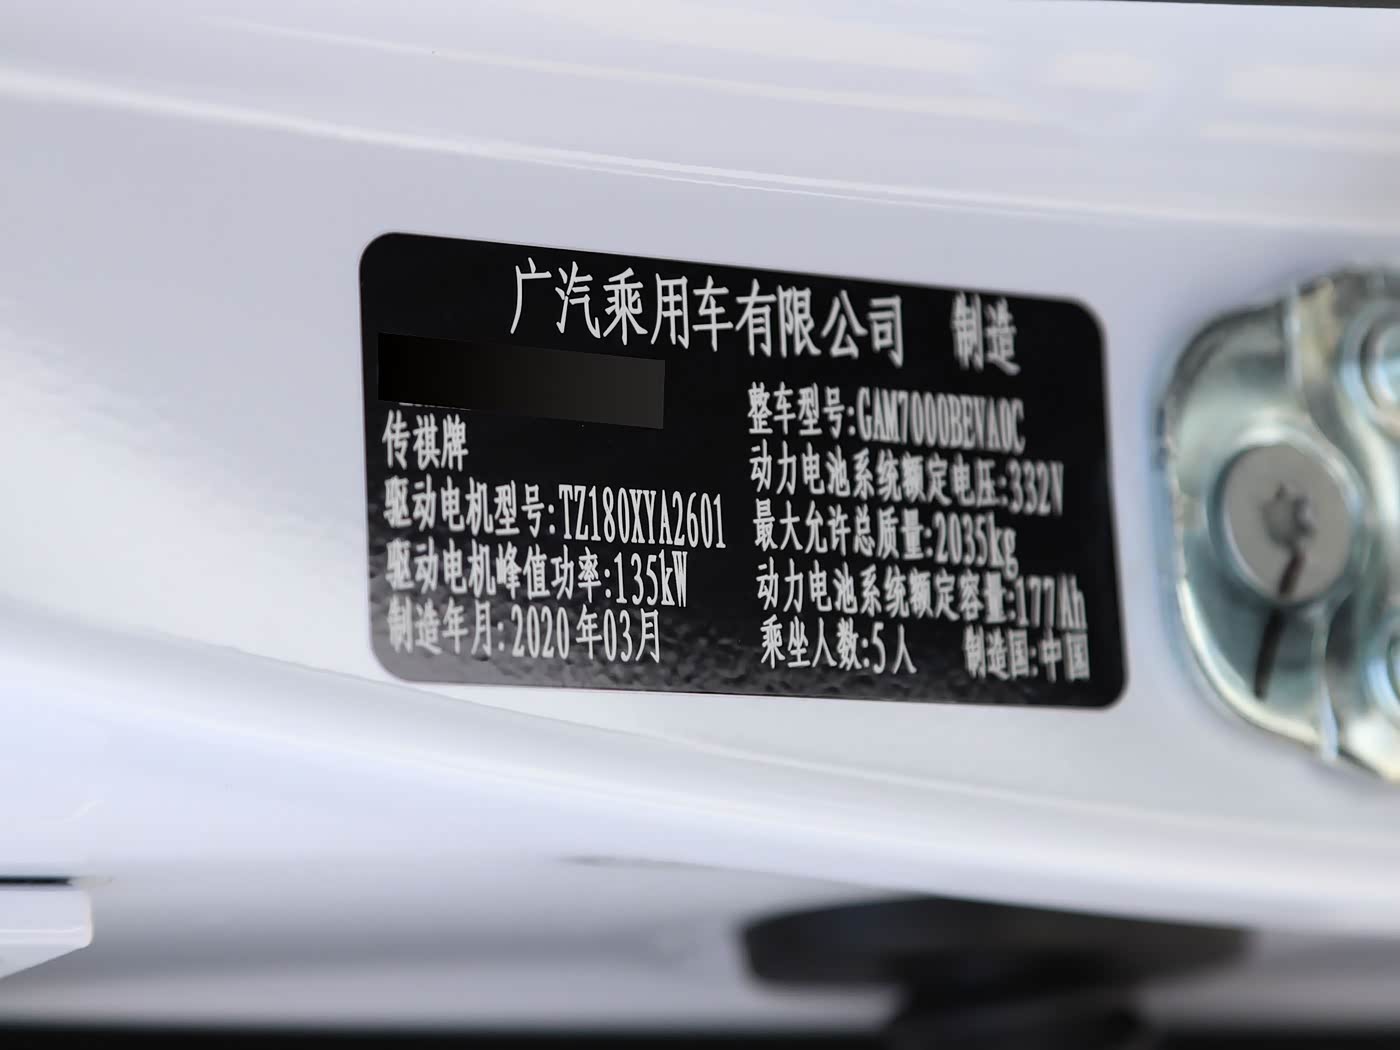 广汽乘用车有限公司 制造
传祺牌
驱动电机型号:TZ180XYA2601
驱动电机峰值功率:135kW
制造年月:2020年03月
整车型号:GAM7000BEVA0C
动力电池系统额定电压:332V
最大允许总质量:2035kg
动力电池系统额定容量:177Ah
乘坐人数:5人 制造国:中国